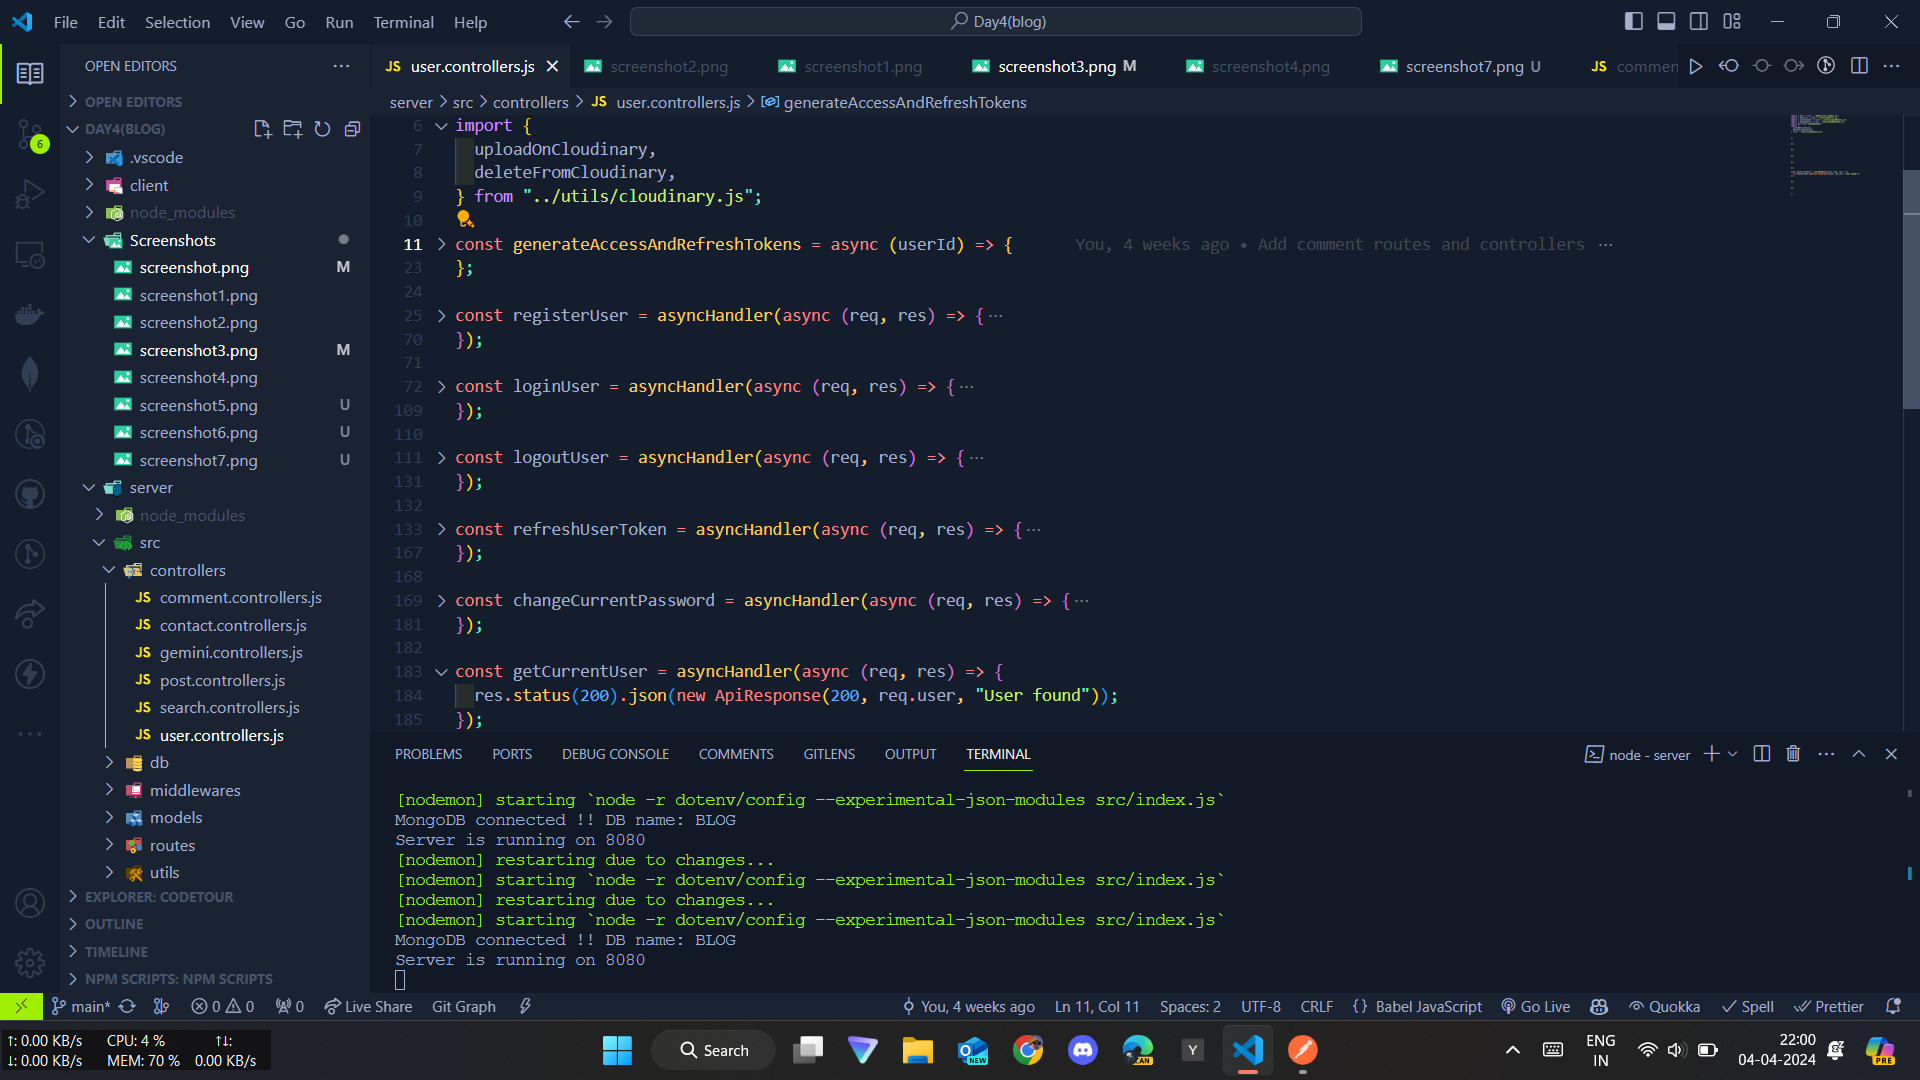 File Edit Selection View Go Run Terminal Help
Day4(blog)
OPEN EDITORS
JS user.controllers.js
screenshot2.png
screenshot1.png
screenshot3.png M
screenshot4.png
screenshot7.png U
JS commen
server > src > controllers > JS user.controllers.js > generateAccessAndRefreshTokens
OPEN EDITORS
DAY4(BLOG)
.vscode
client
node_modules
Screenshots
screenshot.png M
screenshot1.png
screenshot2.png
screenshot3.png M
screenshot4.png
screenshot5.png U
screenshot6.png U
screenshot7.png U
server
node_modules
src
controllers
JS comment.controllers.js
JS contact.controllers.js
JS gemini.controllers.js
JS post.controllers.js
JS search.controllers.js
JS user.controllers.js
db
middlewares
models
routes
utils
EXPLORER: CODETOUR
OUTLINE
TIMELINE
NPM SCRIPTS: NPM SCRIPTS
6
6 import {
7 uploadOnCloudinary,
8 deleteFromCloudinary,
9 } from "../utils/cloudinary.js";
10
11 const generateAccessAndRefreshTokens = async (userId) => { You, 4 weeks ago • Add comment routes and controllers ···
23 };
24
25 const registerUser = asyncHandler(async (req, res) => {···
70 });
71
72 const loginUser = asyncHandler(async (req, res) => {···
109 });
110
111 const logoutUser = asyncHandler(async (req, res) => {···
131 });
132
133 const refreshUserToken = asyncHandler(async (req, res) => {···
167 });
168
169 const changeCurrentPassword = asyncHandler(async (req, res) => {···
181 });
182
183 const getCurrentUser = asyncHandler(async (req, res) => {
184 res.status(200).json(new ApiResponse(200, req.user, "User found"));
185 });
PROBLEMS PORTS DEBUG CONSOLE COMMENTS GITLENS OUTPUT TERMINAL
node - server
[nodemon] starting `node -r dotenv/config --experimental-json-modules src/index.js`
MongoDB connected !! DB name: BLOG
Server is running on 8080
[nodemon] restarting due to changes...
[nodemon] starting `node -r dotenv/config --experimental-json-modules src/index.js`
[nodemon] restarting due to changes...
[nodemon] starting `node -r dotenv/config --experimental-json-modules src/index.js`
MongoDB connected !! DB name: BLOG
Server is running on 8080
main* 0 0 0 Live Share Git Graph You, 4 weeks ago Ln 11, Col 11 Spaces: 2 UTF-8 CRLF {} Babel JavaScript Go Live Quokka Spell Prettier
↑: 0.00 KB/s CPU: 4 % ↑↓:
↓: 0.00 KB/s MEM: 70 % 0.00 KB/s
Search
NEW
CAN
Y
ENG
IN
22:00
04-04-2024
PRE